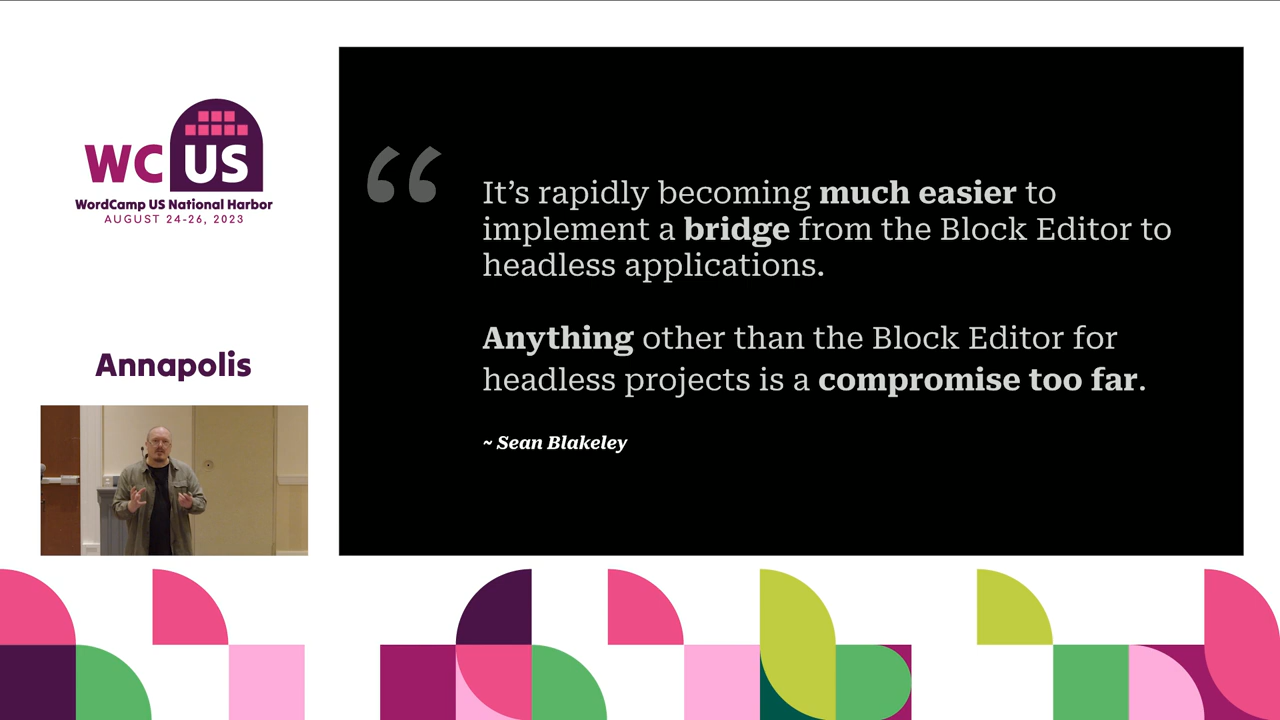 WC US
WordCamp US National Harbor
AUGUST 24-26, 2023
Annapolis
“
It’s rapidly becoming much easier to
implement a bridge from the Block Editor to
headless applications.
Anything other than the Block Editor for
headless projects is a compromise too far.
~ Sean Blakeley